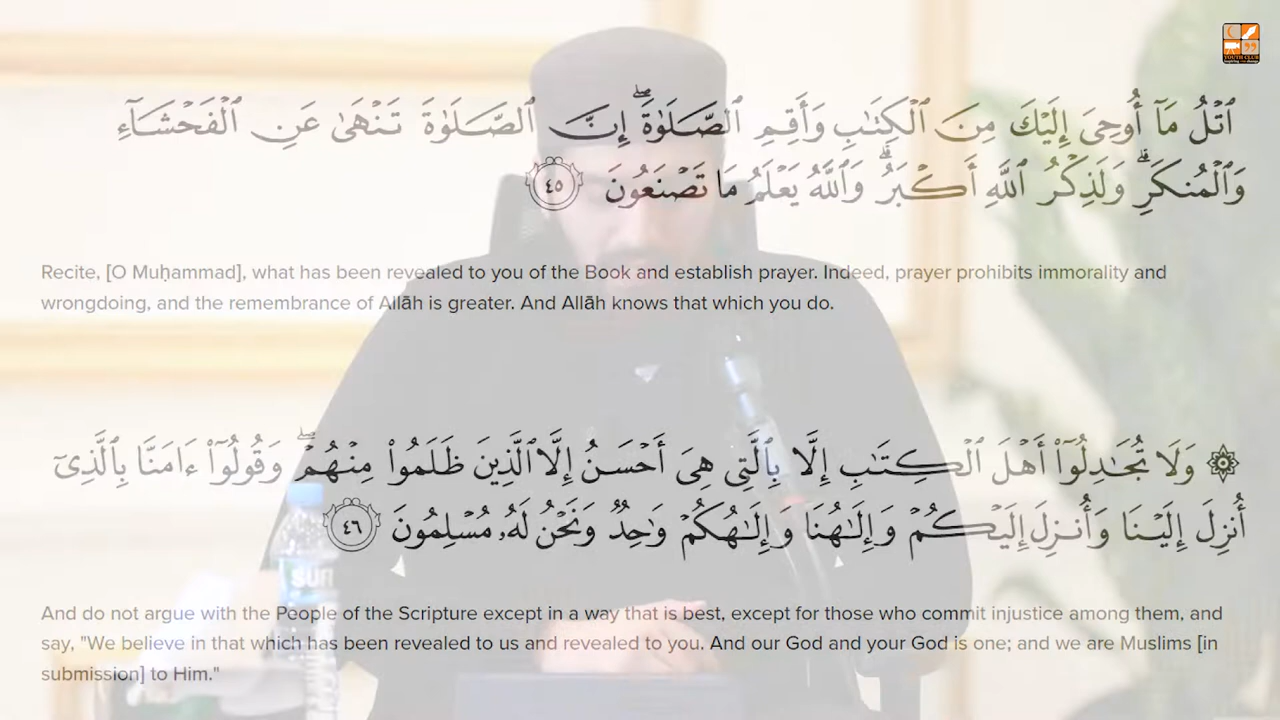 ٱتۡلُ مَآ أُوحِيَ إِلَيۡكَ مِنَ ٱلۡكِتَٰبِ وَأَقِمِ ٱلصَّلَوٰةَۖ إِنَّ ٱلصَّلَوٰةَ تَنۡهَىٰ عَنِ ٱلۡفَحۡشَآءِ
وَٱلۡمُنكَرِۗ وَلَذِكۡرُ ٱللَّهِ أَكۡبَرُۗ وَٱللَّهُ يَعۡلَمُ مَا تَصۡنَعُونَ ٤٥
Recite, [O Muḥammad], what has been revealed to you of the Book and establish prayer. Indeed, prayer prohibits immorality and
wrongdoing, and the remembrance of Allāh is greater. And Allāh knows that which you do.
۞ وَلَا تُجَٰدِلُوٓاْ أَهۡلَ ٱلۡكِتَٰبِ إِلَّا بِٱلَّتِي هِيَ أَحۡسَنُ إِلَّا ٱلَّذِينَ ظَلَمُواْ مِنۡهُمۡۖ وَقُولُوٓاْ ءَامَنَّا بِٱلَّذِيٓ
أُنزِلَ إِلَيۡنَا وَأُنزِلَ إِلَيۡكُمۡ وَإِلَٰهُنَا وَإِلَٰهُكُمۡ وَٰحِدٞ وَنَحۡنُ لَهُۥ مُسۡلِمُونَ ٤٦
And do not argue with the People of the Scripture except in a way that is best, except for those who commit injustice among them, and
say, "We believe in that which has been revealed to us and revealed to you. And our God and your God is one; and we are Muslims [in
submission] to Him."
YOUTH CLUB
sun